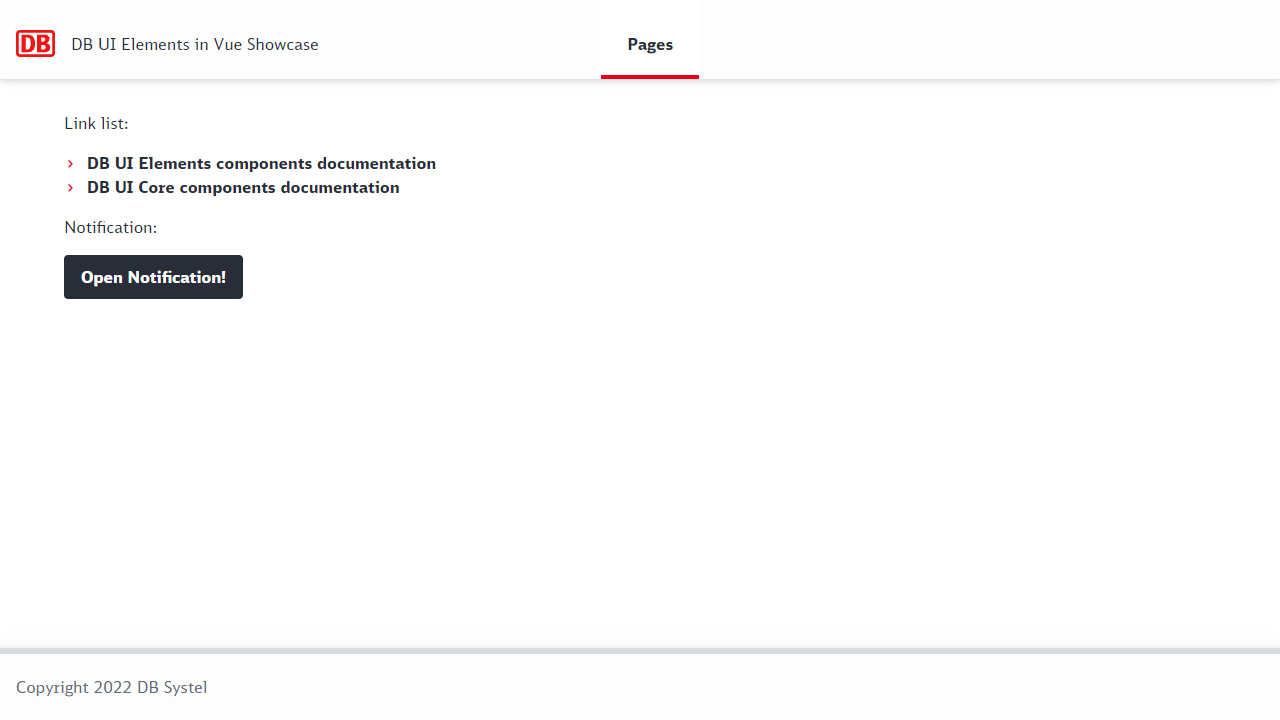 DB
DB UI Elements in Vue Showcase
Pages
Link list:
DB UI Elements components documentation
DB UI Core components documentation
Notification:
Open Notification!
Copyright 2022 DB Systel